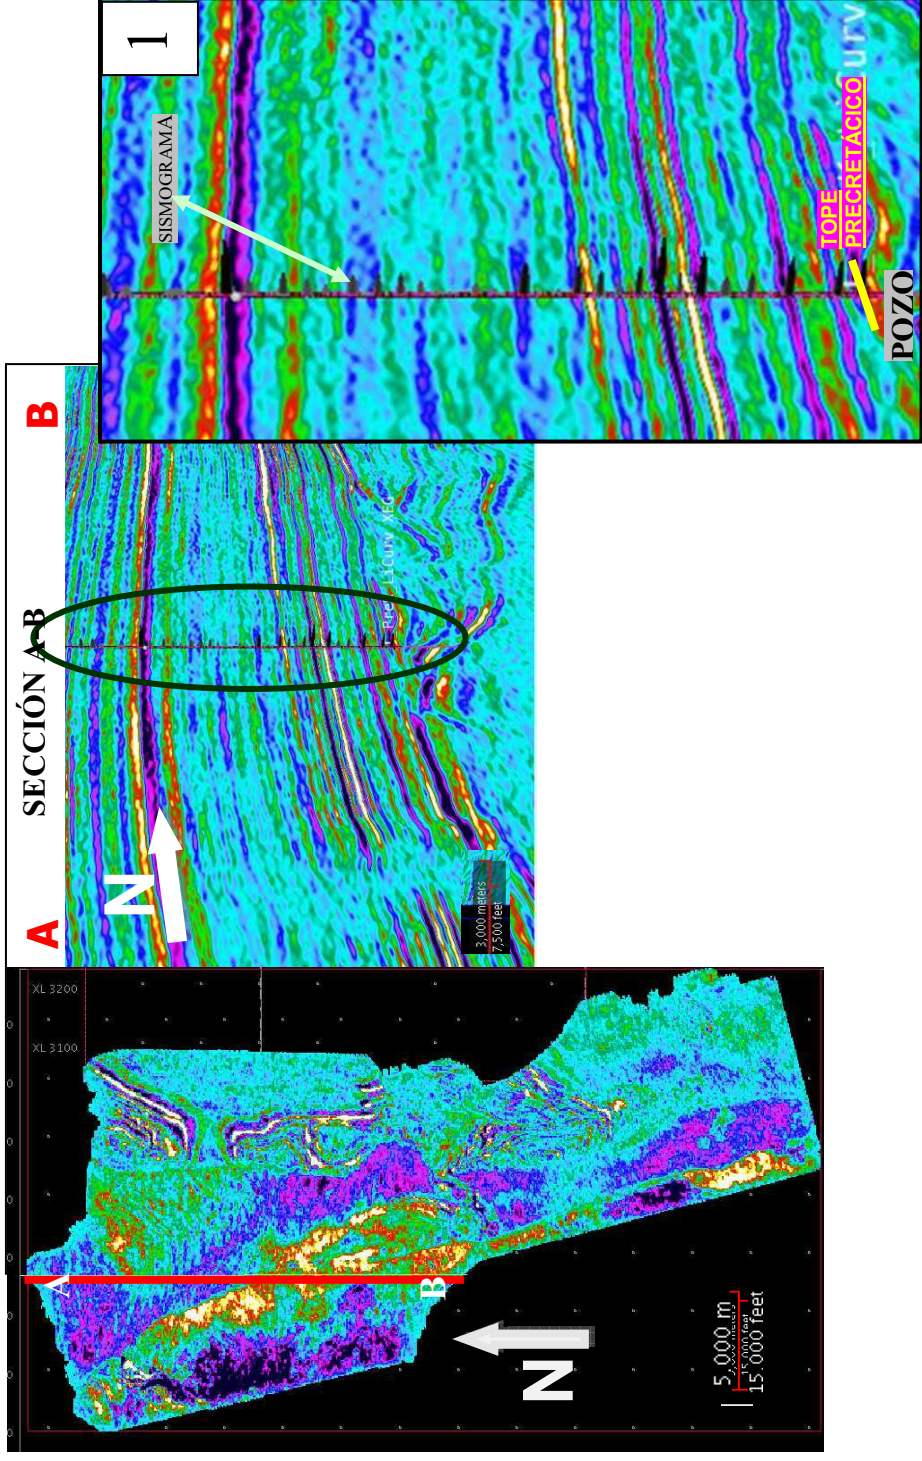 1
SISMOGRAMA
TOPE
PRECRETÁCICO
POZO
SECCIÓN A-B
A
B
N
3,000 meters
7,500 feet
XL 3200
XL 3100
A
B
N
5,000 m
15,000 feet